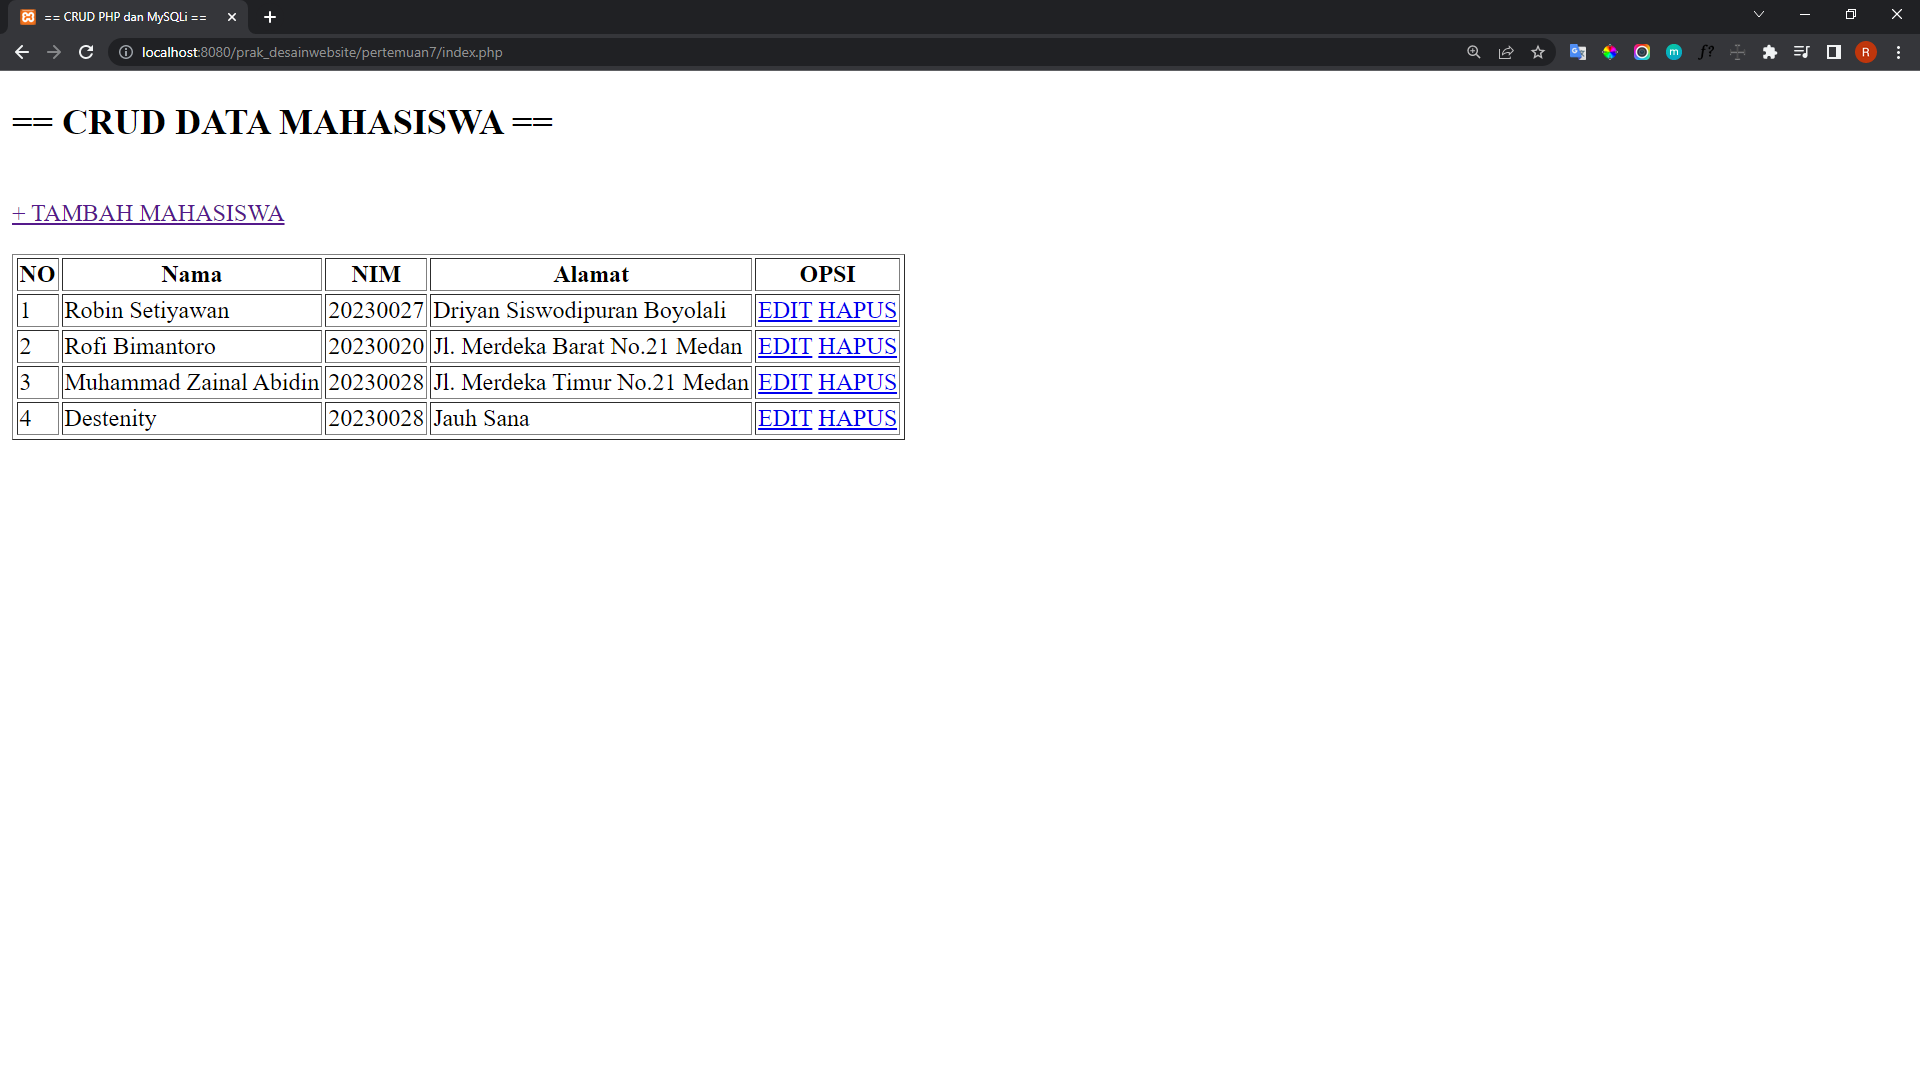 == CRUD PHP dan MySQLi ==
localhost:8080/prak_desainwebsite/pertemuan7/index.php
f?
m
R
== CRUD DATA MAHASISWA ==
+ TAMBAH MAHASISWA
NO Nama NIM Alamat OPSI
1 Robin Setiyawan 20230027 Driyan Siswodipuran Boyolali EDIT HAPUS
2 Rofi Bimantoro 20230020 Jl. Merdeka Barat No.21 Medan EDIT HAPUS
3 Muhammad Zainal Abidin 20230028 Jl. Merdeka Timur No.21 Medan EDIT HAPUS
4 Destenity 20230028 Jauh Sana EDIT HAPUS